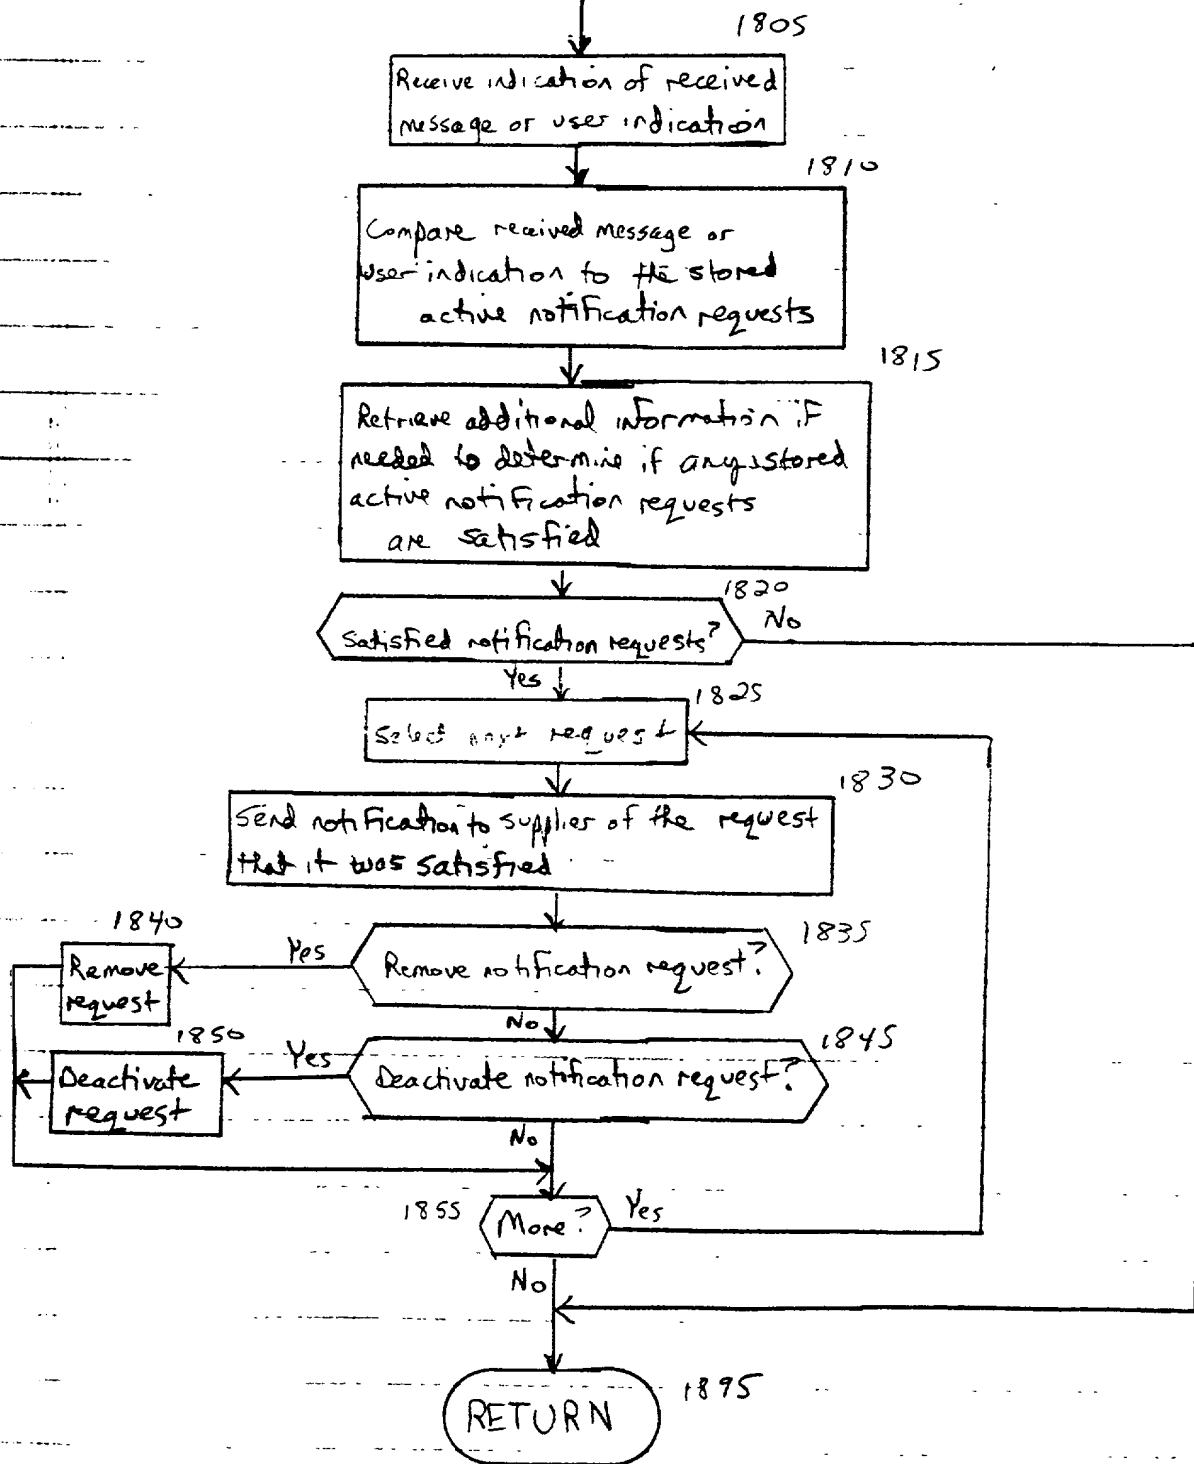 1805
Receive indication of received
message or user indication
1810
Compare received message or
user indication to the stored
active notification requests
1815
Retrieve additional information if
needed to determine if any stored
active notification requests
are satisfied
1820
Satisfied notification requests?
No
Yes
1825
Select next request
1830
Send notification to supplier of the request
that it was satisfied
1835
Remove notification request?
Yes
1840
Remove
request
No
1845
Deactivate notification request?
Yes
1850
Deactivate
request
No
1855
More?
Yes
No
1895
RETURN